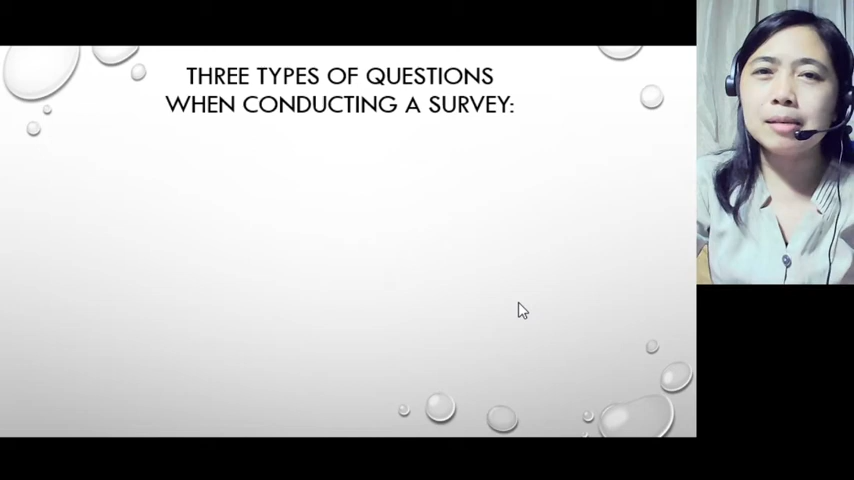 THREE TYPES OF QUESTIONS
WHEN CONDUCTING A SURVEY: